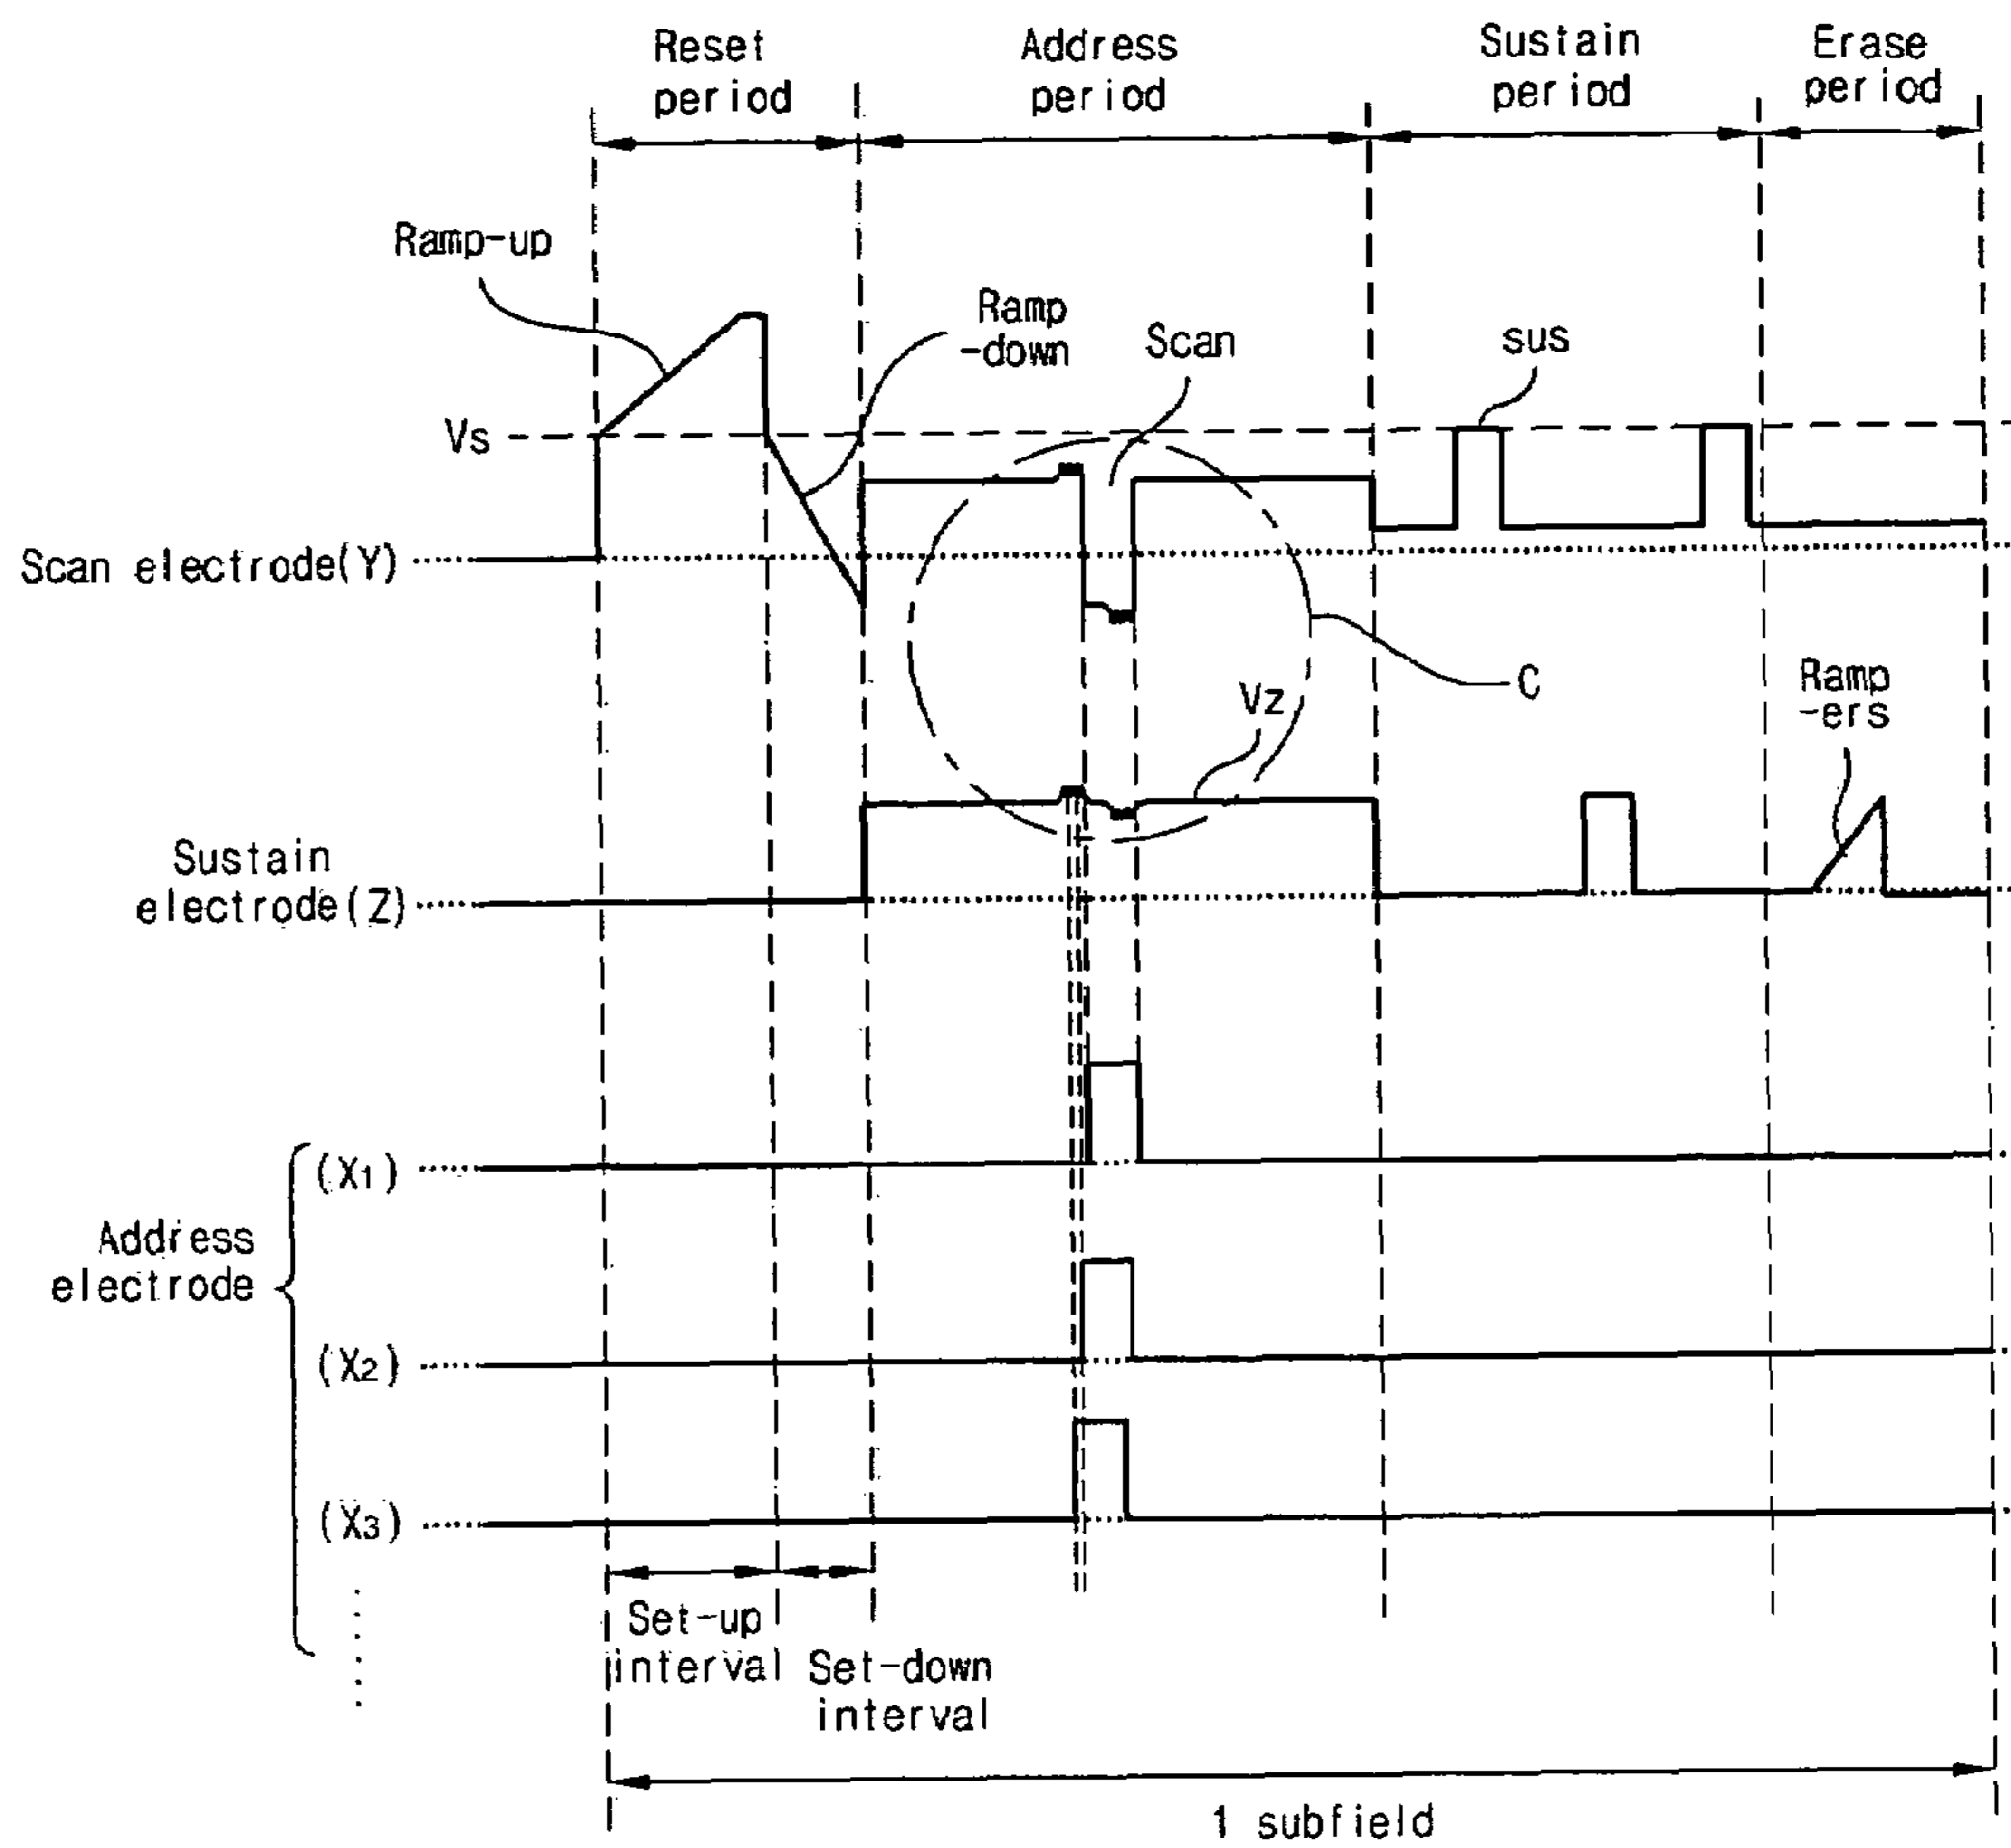 Reset
period
Address
period
Sustain
period
Erase
period
Ramp-up
Ramp
-down
Scan
sus
Vs
Scan electrode(Y)
C
Vz
Ramp
-ers
Sustain
electrode(Z)
(X1)
Address
electrode
(X2)
(X3)
Set-up
interval
Set-down
interval
1 subfield